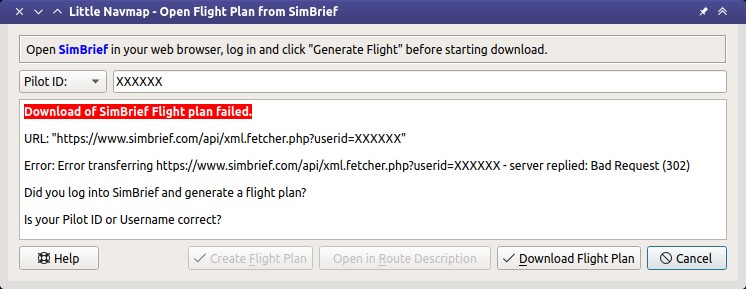 Little Navmap - Open Flight Plan from SimBrief
Open SimBrief in your web browser, log in and click "Generate Flight" before starting download.
Pilot ID: XXXXXX
Download of SimBrief Flight plan failed.
URL: "https://www.simbrief.com/api/xml.fetcher.php?userid=XXXXXX"
Error: Error transferring https://www.simbrief.com/api/xml.fetcher.php?userid=XXXXXX - server replied: Bad Request (302)
Did you log into SimBrief and generate a flight plan?
Is your Pilot ID or Username correct?
Help Create Flight Plan Open in Route Description Download Flight Plan Cancel